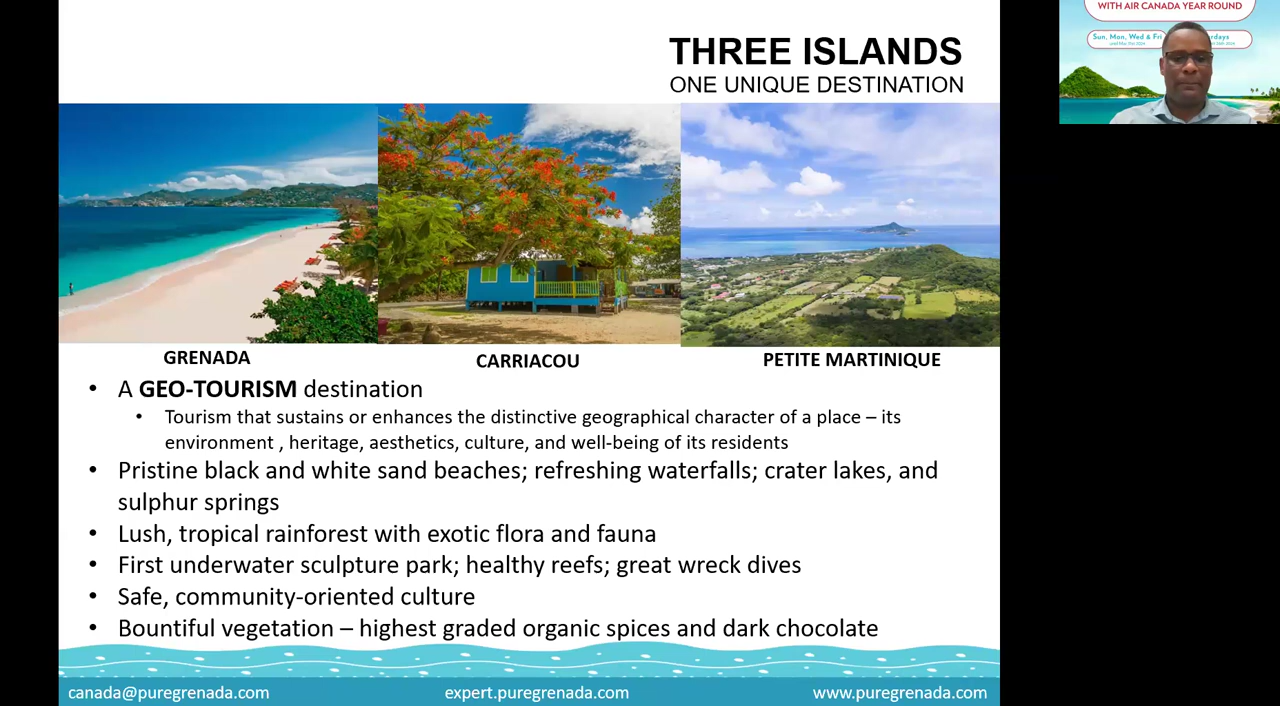 THREE ISLANDS
ONE UNIQUE DESTINATION
GRENADA
CARRIACOU
PETITE MARTINIQUE
• A GEO-TOURISM destination
• Tourism that sustains or enhances the distinctive geographical character of a place – its
environment , heritage, aesthetics, culture, and well-being of its residents
• Pristine black and white sand beaches; refreshing waterfalls; crater lakes, and
sulphur springs
• Lush, tropical rainforest with exotic flora and fauna
• First underwater sculpture park; healthy reefs; great wreck dives
• Safe, community-oriented culture
• Bountiful vegetation – highest graded organic spices and dark chocolate
canada@puregrenada.com
expert.puregrenada.com
www.puregrenada.com
WITH AIR CANADA YEAR ROUND
Sun, Mon, Wed & Fri